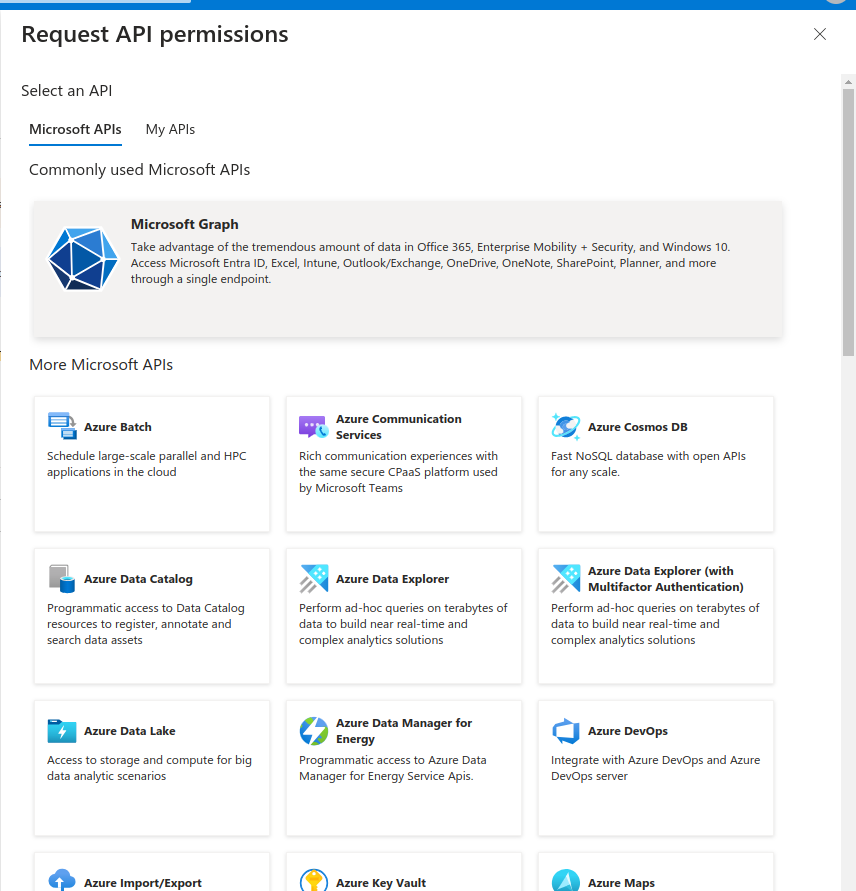 Request API permissions
Select an API
Microsoft APIs
My APIs
Commonly used Microsoft APIs
Microsoft Graph
Take advantage of the tremendous amount of data in Office 365, Enterprise Mobility + Security, and Windows 10.
Access Microsoft Entra ID, Excel, Intune, Outlook/Exchange, OneDrive, OneNote, SharePoint, Planner, and more
through a single endpoint.
More Microsoft APIs
Azure Batch
Schedule large-scale parallel and HPC
applications in the cloud
Azure Communication
Services
Rich communication experiences with
the same secure CPaaS platform used
by Microsoft Teams
Azure Cosmos DB
Fast NoSQL database with open APIs
for any scale.
Azure Data Catalog
Programmatic access to Data Catalog
resources to register, annotate and
search data assets
Azure Data Explorer
Perform ad-hoc queries on terabytes of
data to build near real-time and
complex analytics solutions
Azure Data Explorer (with
Multifactor Authentication)
Perform ad-hoc queries on terabytes of
data to build near real-time and
complex analytics solutions
Azure Data Lake
Access to storage and compute for big
data analytic scenarios
Azure Data Manager for
Energy
Programmatic access to Azure Data
Manager for Energy Service Apis.
Azure DevOps
Integrate with Azure DevOps and Azure
DevOps server
Azure Import/Export
Azure Key Vault
Azure Maps